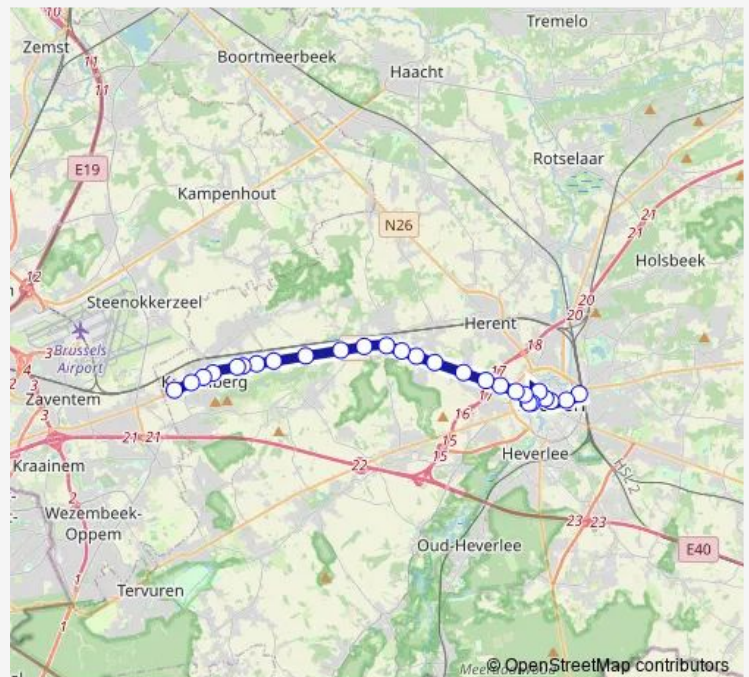 10
Zemst
Tremelo
11
Boortmeerbeek
11
Haacht
E19
Rotselaar
Kampenhout
N26
21
21
12
Holsbeek
Steenokkerzeel
20
20
Herent
3
Brussels
Airport
18
4
3
2
17
Zaventem
3
16
21 21
15
15
Kraainem
22
Heverlee
HSL 2
2
Wezembeek-
Oppem
23 23
Oud-Heverlee
E40
1
Tervuren
1
© OpenStreetMap contributors